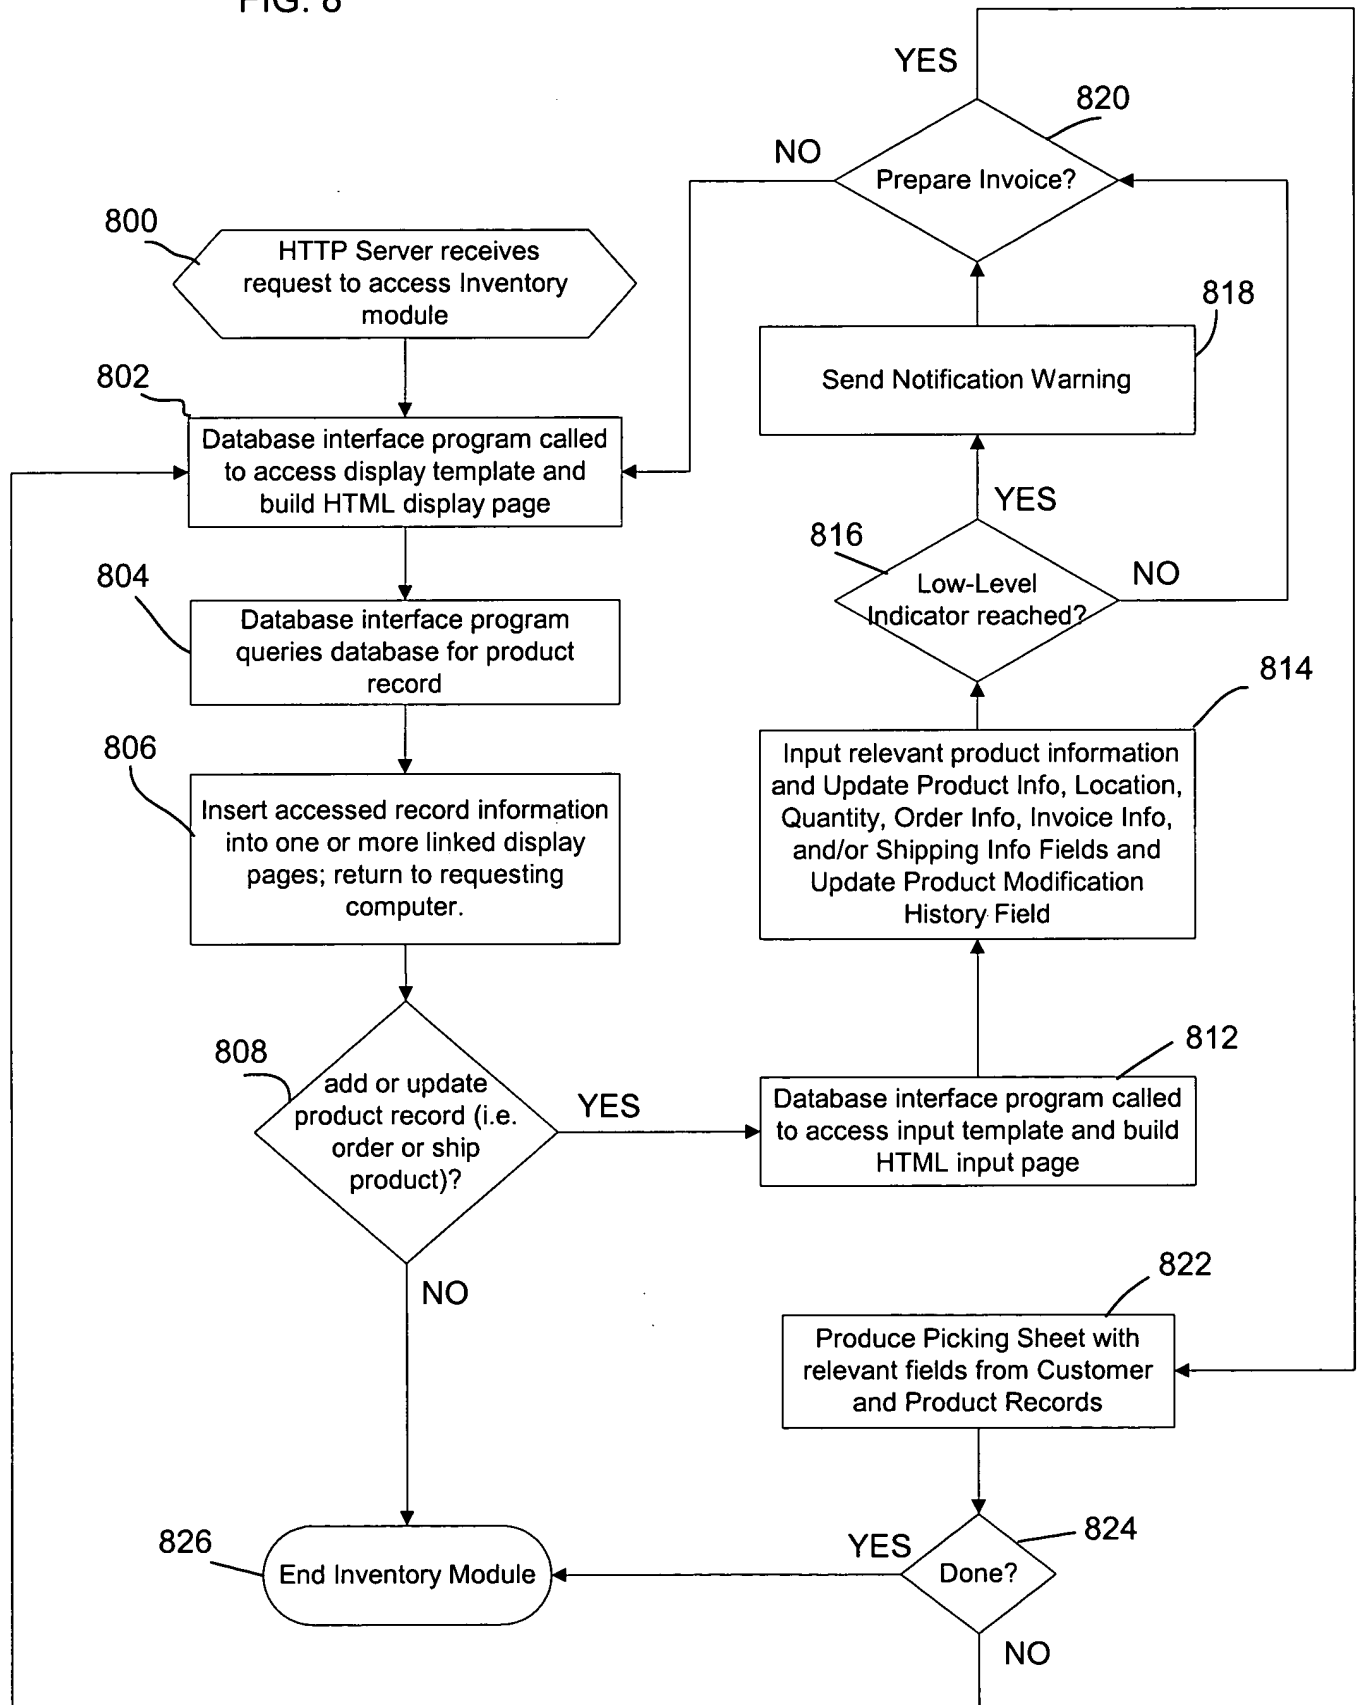 FIG. 8
YES
820
NO
Prepare Invoice?
800
HTTP Server receives
request to access Inventory
module
818
Send Notification Warning
802
Database interface program called
to access display template and
build HTML display page
YES
816
Low-Level
Indicator reached?
NO
804
Database interface program
queries database for product
record
814
Input relevant product information
and Update Product Info, Location,
Quantity, Order Info, Invoice Info,
and/or Shipping Info Fields and
Update Product Modification
History Field
806
Insert accessed record information
into one or more linked display
pages; return to requesting
computer.
808
add or update
product record (i.e.
order or ship
product)?
YES
812
Database interface program called
to access input template and build
HTML input page
NO
822
Produce Picking Sheet with
relevant fields from Customer
and Product Records
826
End Inventory Module
YES
824
Done?
NO